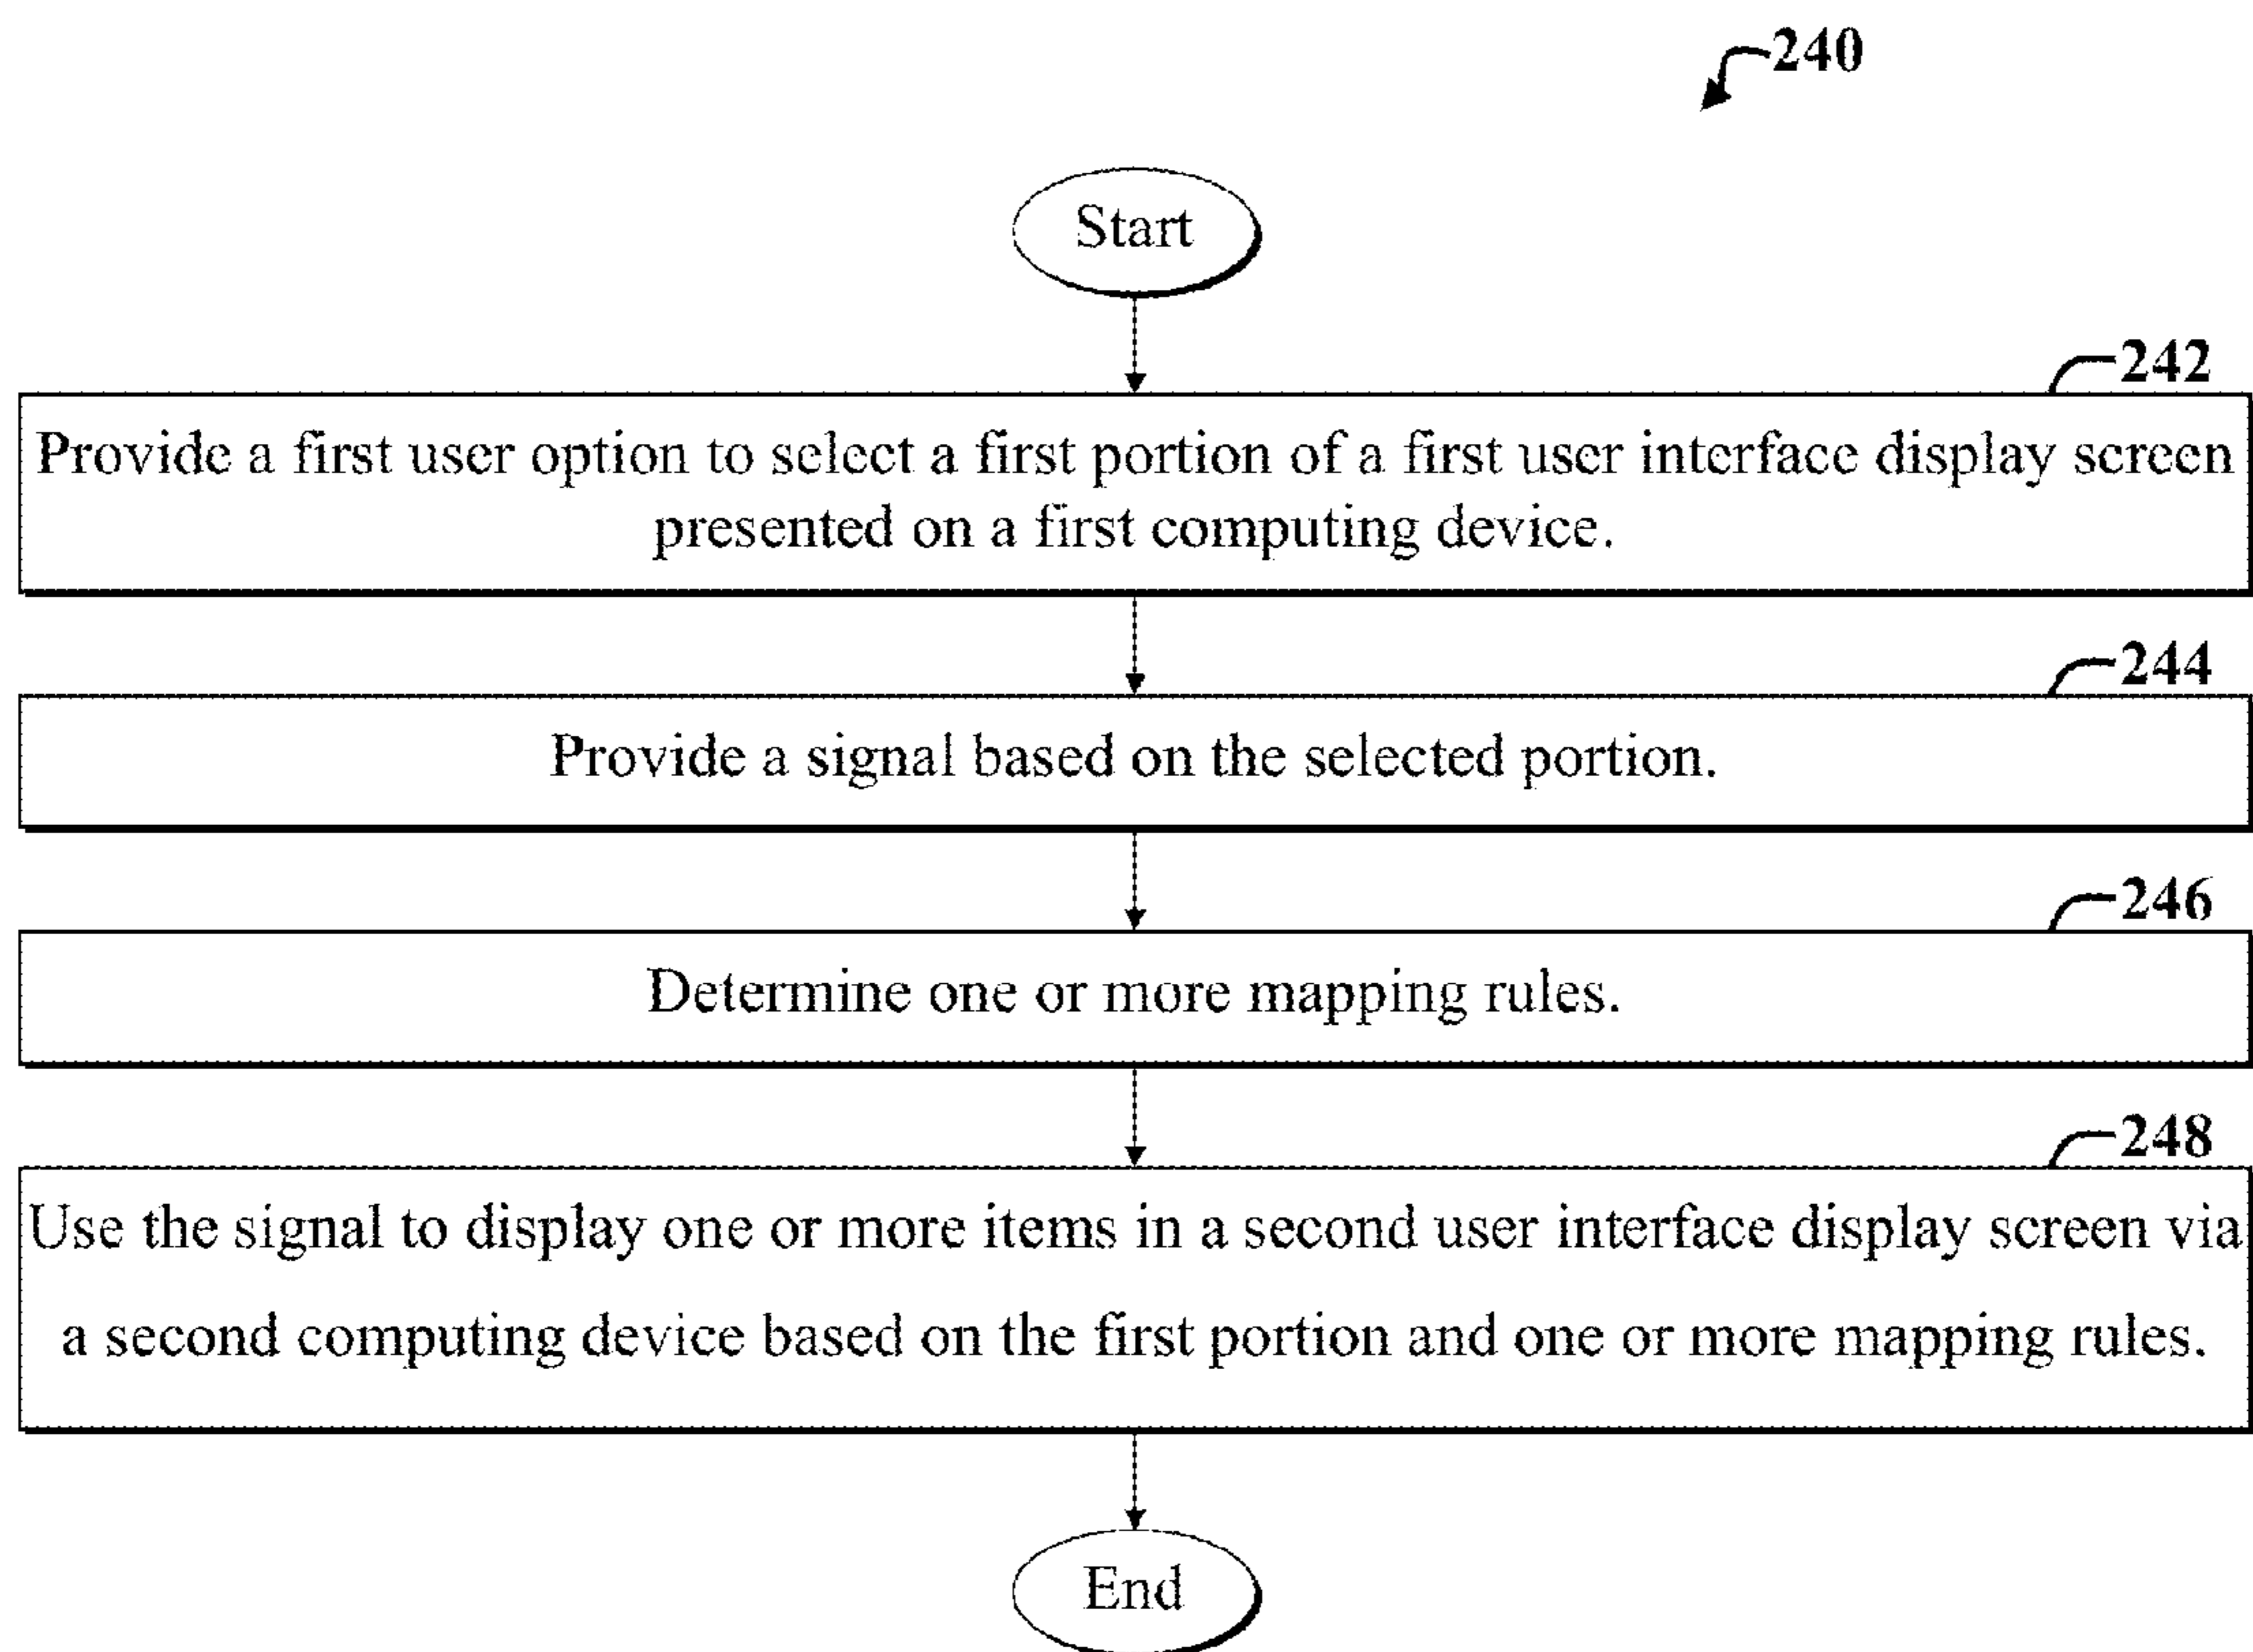 240
Start
242
Provide a first user option to select a first portion of a first user interface display screen
presented on a first computing device.
244
Provide a signal based on the selected portion.
246
Determine one or more mapping rules.
248
Use the signal to display one or more items in a second user interface display screen via
a second computing device based on the first portion and one or more mapping rules.
End